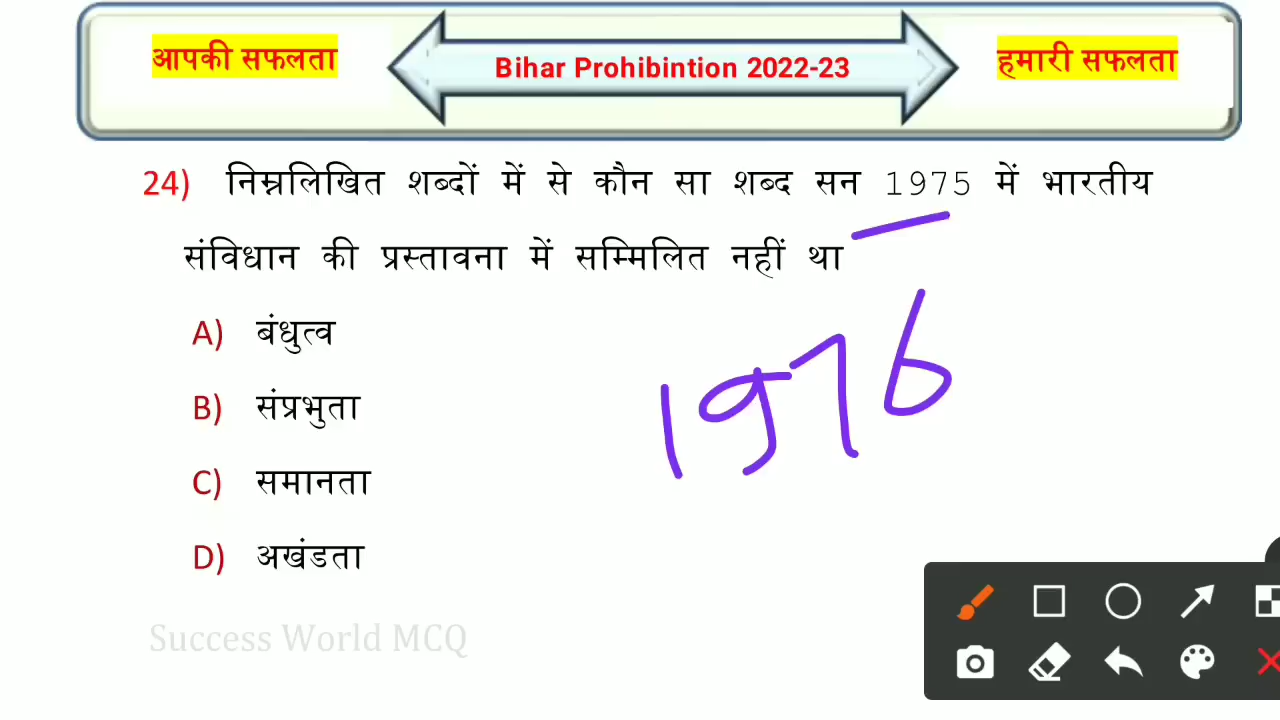 आपकी सफलता
Bihar Prohibintion 2022-23
हमारी सफलता
24) निम्नलिखित शब्दों में से कौन सा शब्द सन 1975 में भारतीय
संविधान की प्रस्तावना में सम्मिलित नहीं था
1976
A) बंधुत्व
B) संप्रभुता
C) समानता
D) अखंडता
Success World MCQ